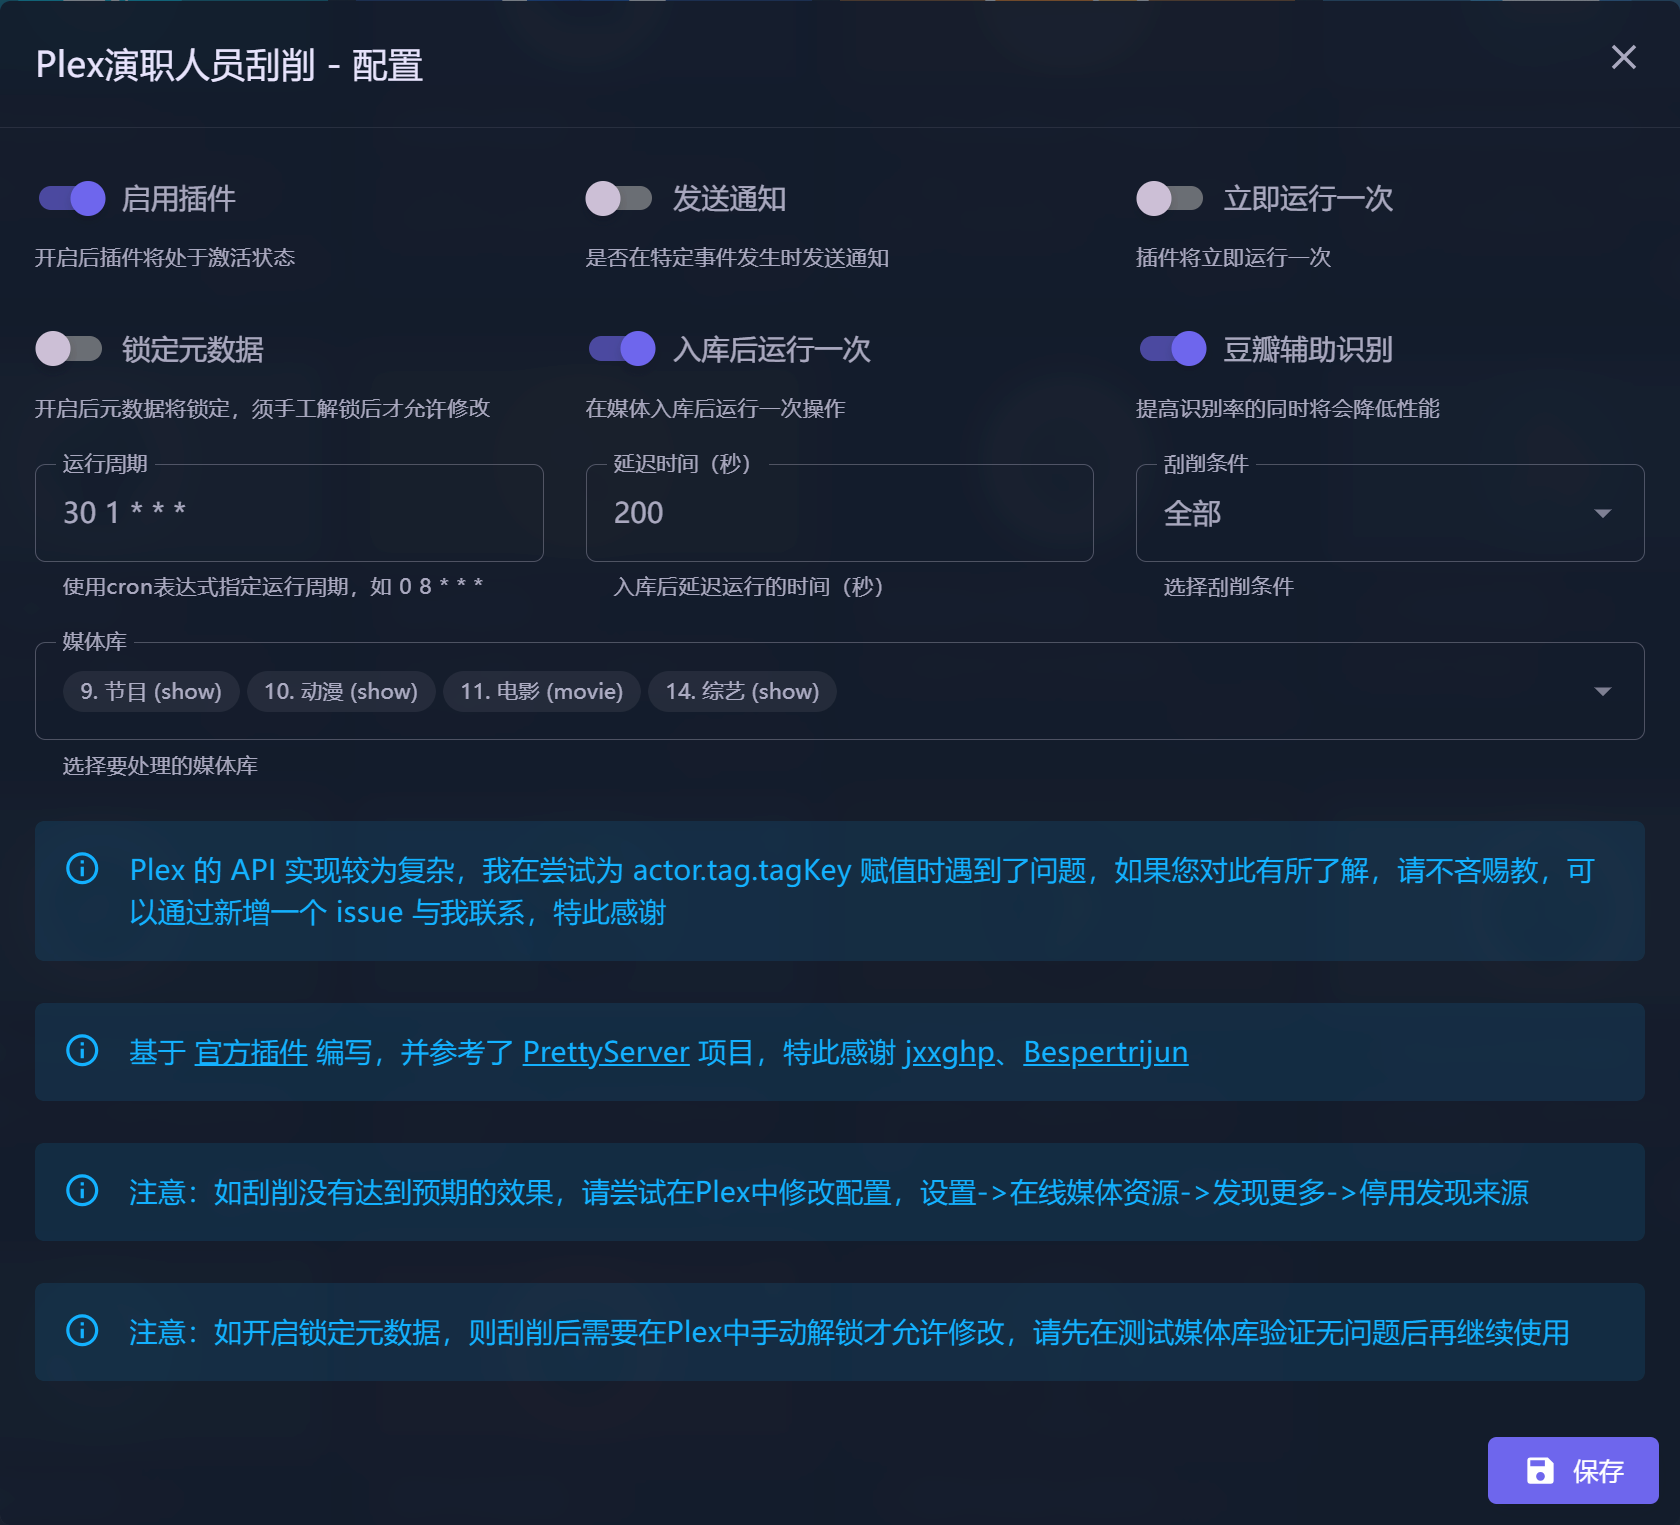 Plex演职人员刮削 - 配置
启用插件
发送通知
立即运行一次
开启后插件将处于激活状态
是否在特定事件发生时发送通知
插件将立即运行一次
锁定元数据
入库后运行一次
豆瓣辅助识别
开启后元数据将锁定，须手工解锁后才允许修改
在媒体入库后运行一次操作
提高识别率的同时将会降低性能
运行周期
延迟时间（秒）
刮削条件
30 1 * * *
200
全部
使用cron表达式指定运行周期，如 0 8 * * *
入库后延迟运行的时间（秒）
选择刮削条件
媒体库
9. 节目 (show)
10. 动漫 (show)
11. 电影 (movie)
14. 综艺 (show)
选择要处理的媒体库
Plex 的 API 实现较为复杂，我在尝试为 actor.tag.tagKey 赋值时遇到了问题，如果您对此有所了解，请不吝赐教，可
以通过新增一个 issue 与我联系，特此感谢
基于 官方插件 编写，并参考了 PrettyServer 项目，特此感谢 jxxghp、Bespertrijun
注意：如刮削没有达到预期的效果，请尝试在Plex中修改配置，设置->在线媒体资源->发现更多->停用发现来源
注意：如开启锁定元数据，则刮削后需要在Plex中手动解锁才允许修改，请先在测试媒体库验证无问题后再继续使用
保存